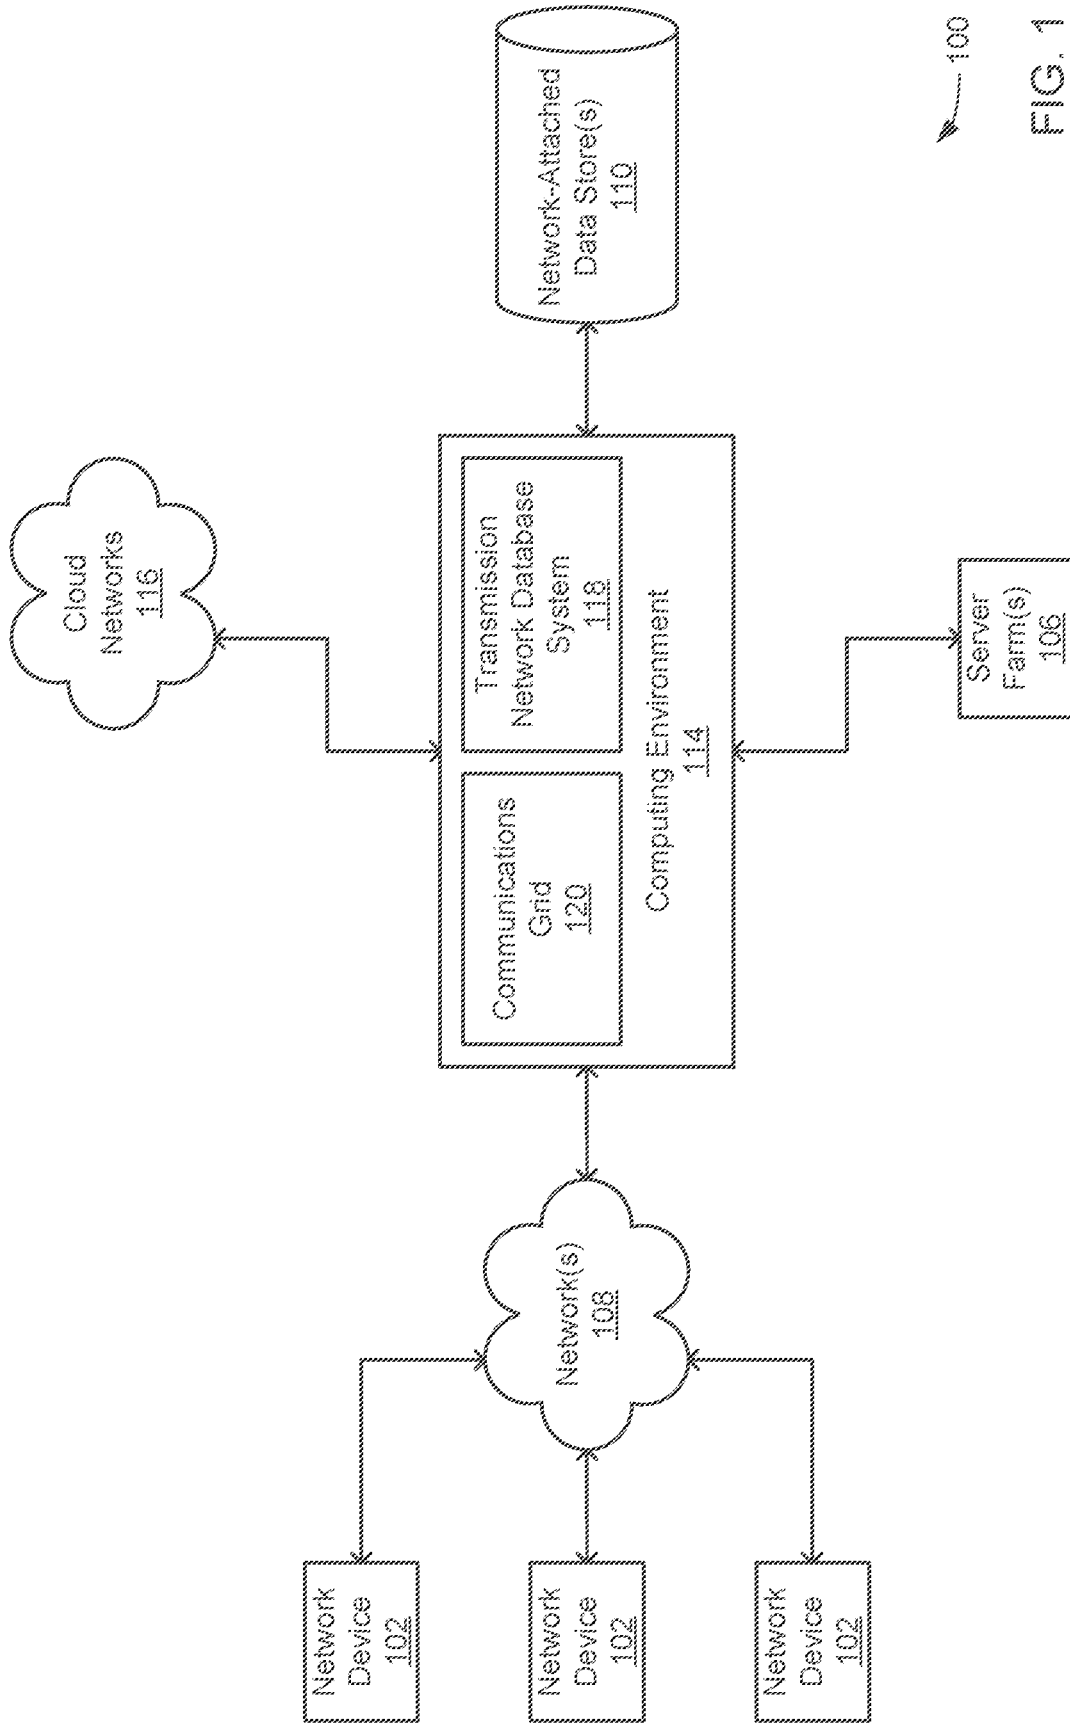 Network
Device
102
Network
Device
102
Network
Device
102
Network(s)
108
Cloud
Networks
116
Communications
Grid
120
Transmission
Network Database
System
118
Computing Environment
114
Server
Farm(s)
106
Network-Attached
Data Store(s)
110
100
FIG. 1